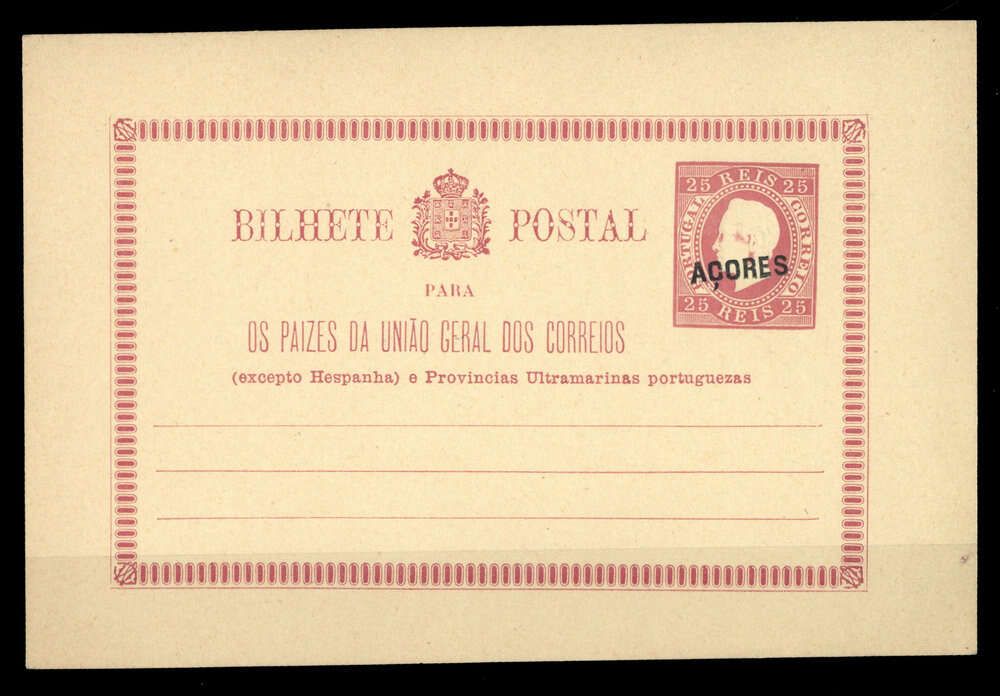 BILHETE POSTAL
PARA
OS PAIZES DA UNIÃO GERAL DOS CORREIOS
(excepto Hespanha) e Provincias Ultramarinas portuguezas
25 REIS 25
PORTUGAL
CORREIO
AÇORES
25 REIS 25